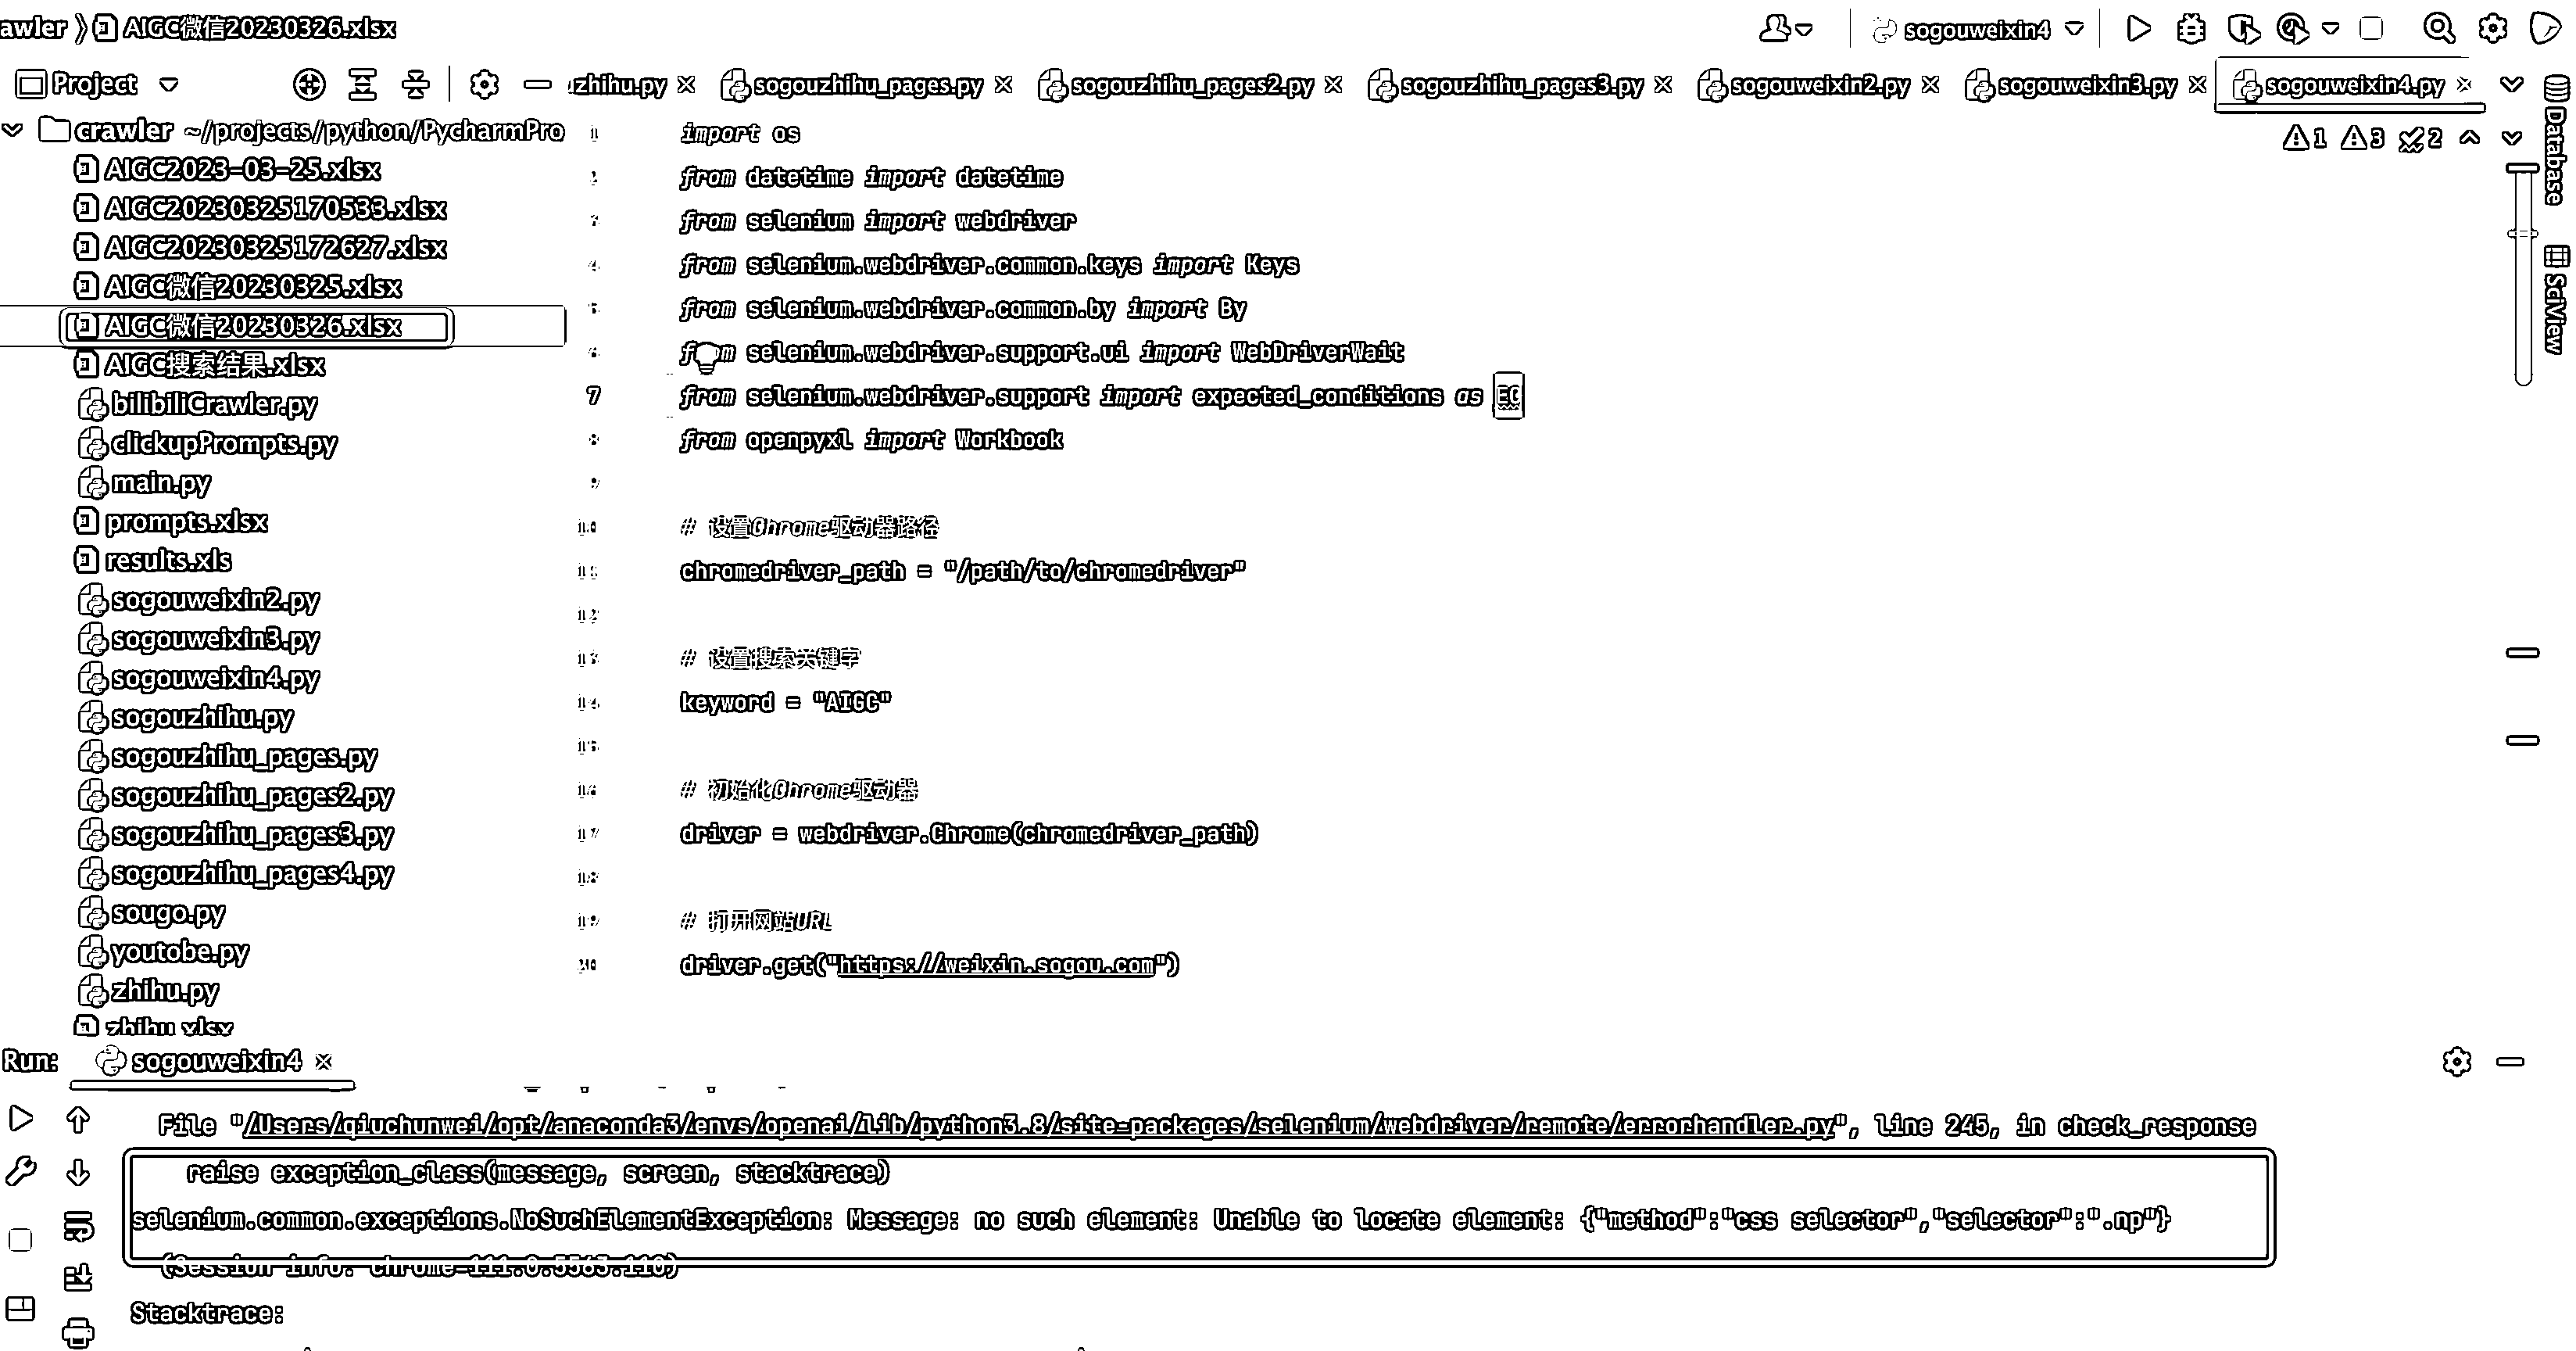 awler 》 AIGC微信20230326.xlsx
sogouweixin4
Project
zhihu.py
sogouzhihu_pages.py
sogouzhihu_pages2.py
sogouzhihu_pages3.py
sogouweixin2.py
sogouweixin3.py
sogouweixin4.py
crawler ~/projects/python/PycharmPro
AIGC2023-03-25.xlsx
AIGC20230325170533.xlsx
AIGC20230325172627.xlsx
AIGC微信20230325.xlsx
AIGC微信20230326.xlsx
AIGC搜索结果.xlsx
bilibiliCrawler.py
clickupPrompts.py
main.py
prompts.xlsx
results.xls
sogouweixin2.py
sogouweixin3.py
sogouweixin4.py
sogouzhihu.py
sogouzhihu_pages.py
sogouzhihu_pages2.py
sogouzhihu_pages3.py
sogouzhihu_pages4.py
sougo.py
youtobe.py
zhihu.py
zhihu.xlsx
1 import os
2 from datetime import datetime
3 from selenium import webdriver
4 from selenium.webdriver.common.keys import Keys
5 from selenium.webdriver.common.by import By
6 from selenium.webdriver.support.ui import WebDriverWait
7 from selenium.webdriver.support import expected_conditions as EC
8 from openpyxl import Workbook
9
10 # 设置Chrome驱动器路径
11 chromedriver_path = "/path/to/chromedriver"
12
13 # 设置搜索关键字
14 keyword = "AIGC"
15
16 # 初始化Chrome驱动器
17 driver = webdriver.Chrome(chromedriver_path)
18
19 # 打开网站URL
20 driver.get("https://weixin.sogou.com")
1 3 2
Database
SciView
Run: sogouweixin4
File "/Users/qiuchunwei/opt/anaconda3/envs/openai/lib/python3.8/site-packages/selenium/webdriver/remote/errorhandler.py", line 245, in check_response
raise exception_class(message, screen, stacktrace)
selenium.common.exceptions.NoSuchElementException: Message: no such element: Unable to locate element: {"method":"css selector","selector":".np"}
(Session info: chrome=111.0.5563.110)
Stacktrace: